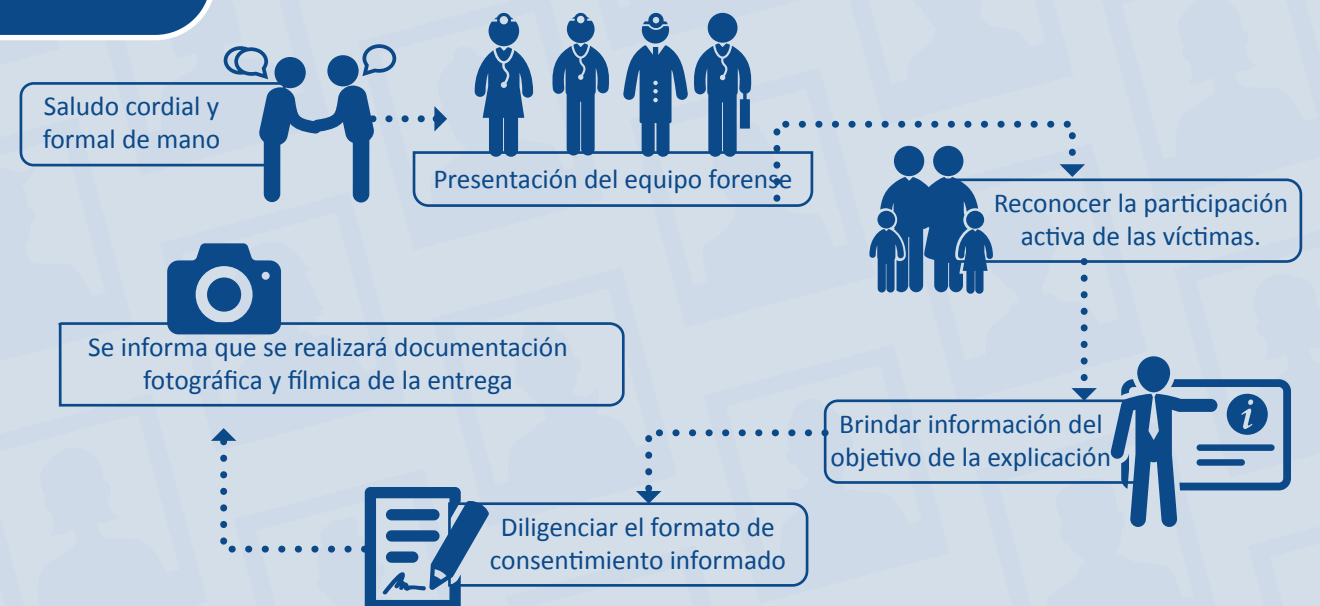 Saludo cordial y
formal de mano
Presentación del equipo forense
Reconocer la participación
activa de las víctimas.
Brindar información del
objetivo de la explicación
Diligenciar el formato de
consentimiento informado
Se informa que se realizará documentación
fotográfica y fílmica de la entrega